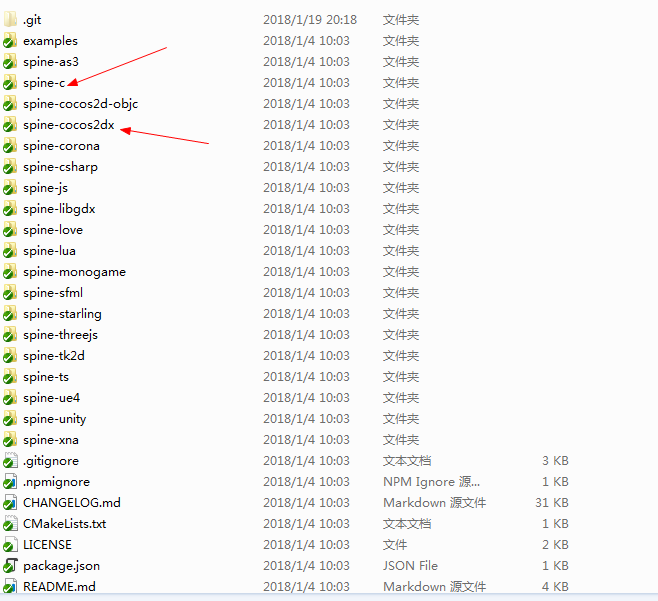 .git 2018/1/19 20:18 文件夹
examples 2018/1/4 10:03 文件夹
spine-as3 2018/1/4 10:03 文件夹
spine-c 2018/1/4 10:03 文件夹
spine-cocos2d-objc 2018/1/4 10:03 文件夹
spine-cocos2dx 2018/1/4 10:03 文件夹
spine-corona 2018/1/4 10:03 文件夹
spine-csharp 2018/1/4 10:03 文件夹
spine-js 2018/1/4 10:03 文件夹
spine-libgdx 2018/1/4 10:03 文件夹
spine-love 2018/1/4 10:03 文件夹
spine-lua 2018/1/4 10:03 文件夹
spine-monogame 2018/1/4 10:03 文件夹
spine-sfml 2018/1/4 10:03 文件夹
spine-starling 2018/1/4 10:03 文件夹
spine-threejs 2018/1/4 10:03 文件夹
spine-tk2d 2018/1/4 10:03 文件夹
spine-ts 2018/1/4 10:03 文件夹
spine-ue4 2018/1/4 10:03 文件夹
spine-unity 2018/1/4 10:03 文件夹
spine-xna 2018/1/4 10:03 文件夹
.gitignore 2018/1/4 10:03 文本文档 3 KB
.npmignore 2018/1/4 10:03 NPM Ignore 源... 1 KB
CHANGELOG.md 2018/1/4 10:03 Markdown 源文件 31 KB
CMakeLists.txt 2018/1/4 10:03 文本文档 1 KB
LICENSE 2018/1/4 10:03 文件 2 KB
package.json 2018/1/4 10:03 JSON File 1 KB
README.md 2018/1/4 10:03 Markdown 源文件 4 KB